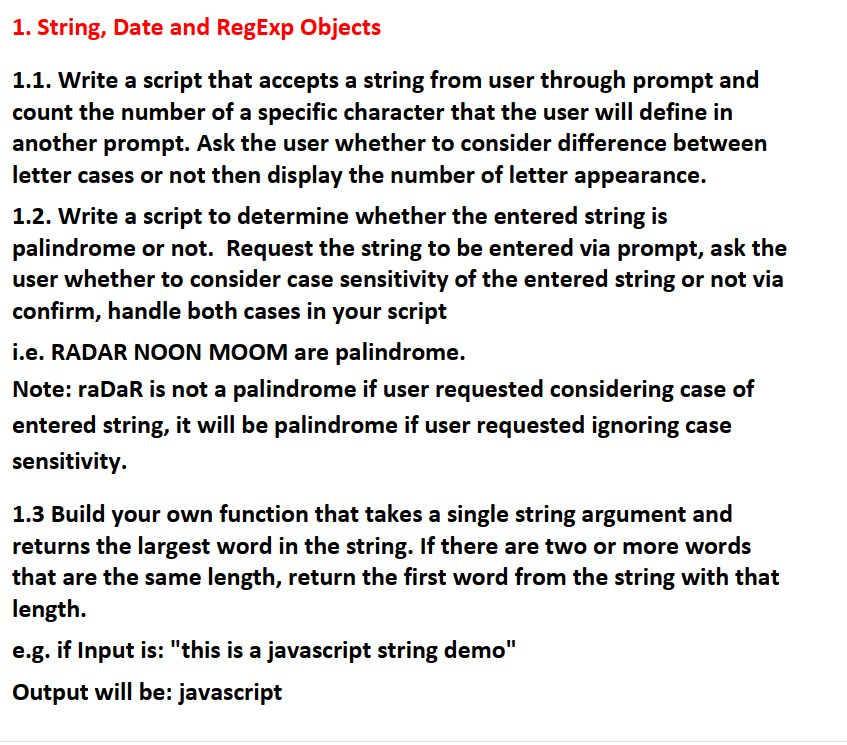 1. String, Date and RegExp Objects
1.1. Write a script that accepts a string from user through prompt and
count the number of a specific character that the user will define in
another prompt. Ask the user whether to consider difference between
letter cases or not then display the number of letter appearance.
1.2. Write a script to determine whether the entered string is
palindrome or not.  Request the string to be entered via prompt, ask the
user whether to consider case sensitivity of the entered string or not via
confirm, handle both cases in your script
i.e. RADAR NOON MOOM are palindrome.
Note: raDaR is not a palindrome if user requested considering case of
entered string, it will be palindrome if user requested ignoring case
sensitivity.
1.3 Build your own function that takes a single string argument and
returns the largest word in the string. If there are two or more words
that are the same length, return the first word from the string with that
length.
e.g. if Input is: "this is a javascript string demo"
Output will be: javascript